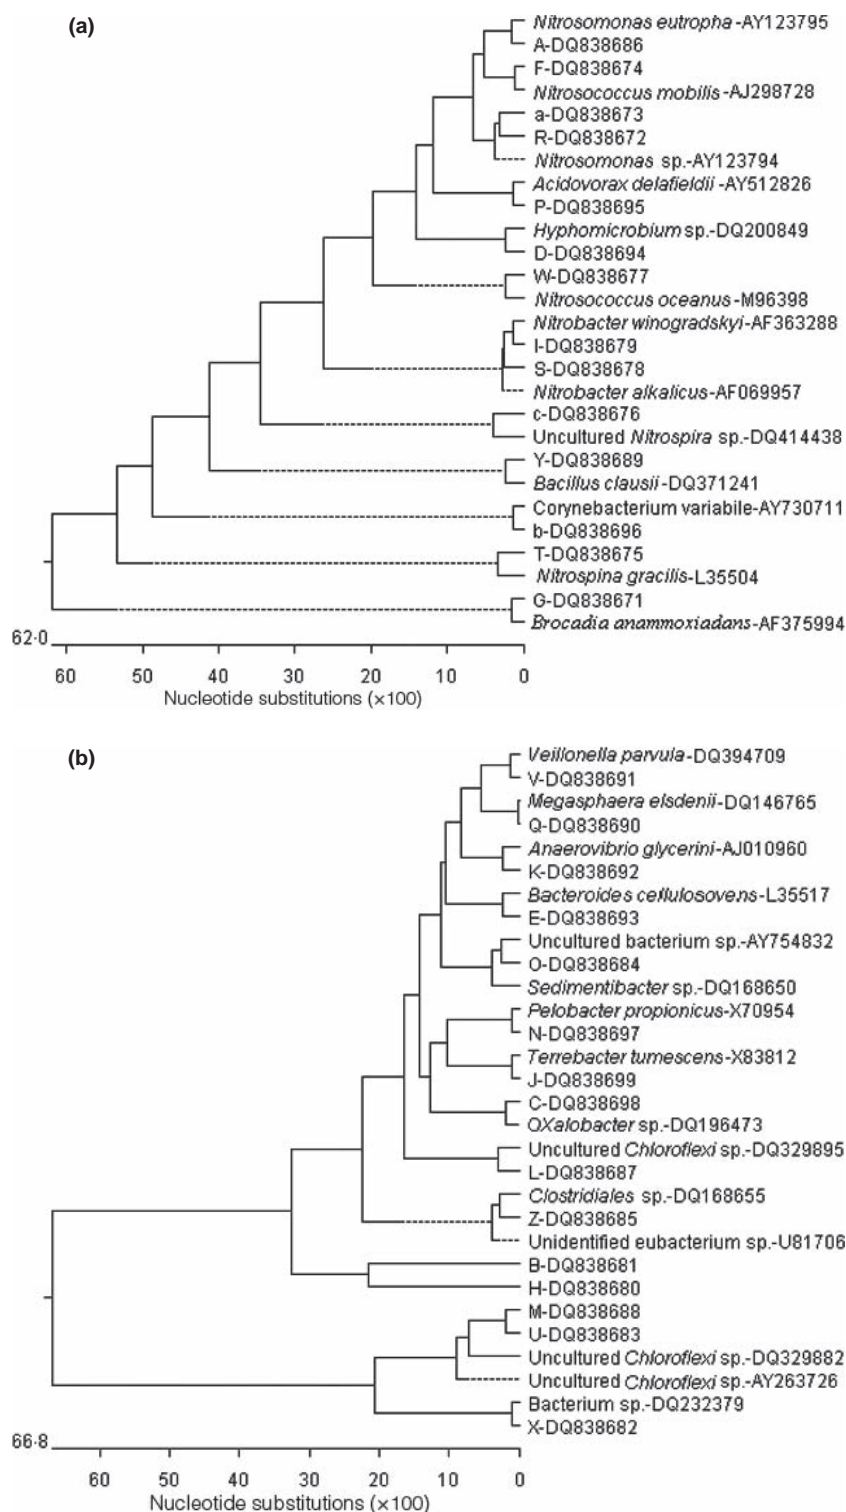 (a)
Nitrosomonas eutropha-AY123795
A-DQ838686
F-DQ838674
Nitrosococcus mobilis-AJ298728
a-DQ838673
R-DQ838672
Nitrosomonas sp.-AY123794
Acidovorax delafieldii-AY512826
P-DQ838695
Hyphomicrobium sp.-DQ200849
D-DQ838694
W-DQ838677
Nitrosococcus oceanus-M96398
Nitrobacter winogradskyi-AF363288
I-DQ838679
S-DQ838678
Nitrobacter alkalicus-AF069957
c-DQ838676
Uncultured Nitrospira sp.-DQ414438
Y-DQ838689
Bacillus clausii-DQ371241
Corynebacterium variabile-AY730711
b-DQ838696
T-DQ838675
Nitrospina gracilis-L35504
G-DQ838671
Brocadia anammoxiadans-AF375994
62·0
60 50 40 30 20 10 0
Nucleotide substitutions (×100)
(b)
Veillonella parvula-DQ394709
V-DQ838691
Megasphaera elsdenii-DQ146765
Q-DQ838690
Anaerovibrio glycerini-AJ010960
K-DQ838692
Bacteroides cellulosovens-L35517
E-DQ838693
Uncultured bacterium sp.-AY754832
O-DQ838684
Sedimentibacter sp.-DQ168650
Pelobacter propionicus-X70954
N-DQ838697
Terrebacter tumescens-X83812
J-DQ838699
C-DQ838698
OXalobacter sp.-DQ196473
Uncultured Chloroflexi sp.-DQ329895
L-DQ838687
Clostridiales sp.-DQ168655
Z-DQ838685
Unidentified eubacterium sp.-U81706
B-DQ838681
H-DQ838680
M-DQ838688
U-DQ838683
Uncultured Chloroflexi sp.-DQ329882
Uncultured Chloroflexi sp.-AY263726
Bacterium sp.-DQ232379
X-DQ838682
66·8
60 50 40 30 20 10 0
Nucleotide substitutions (×100)